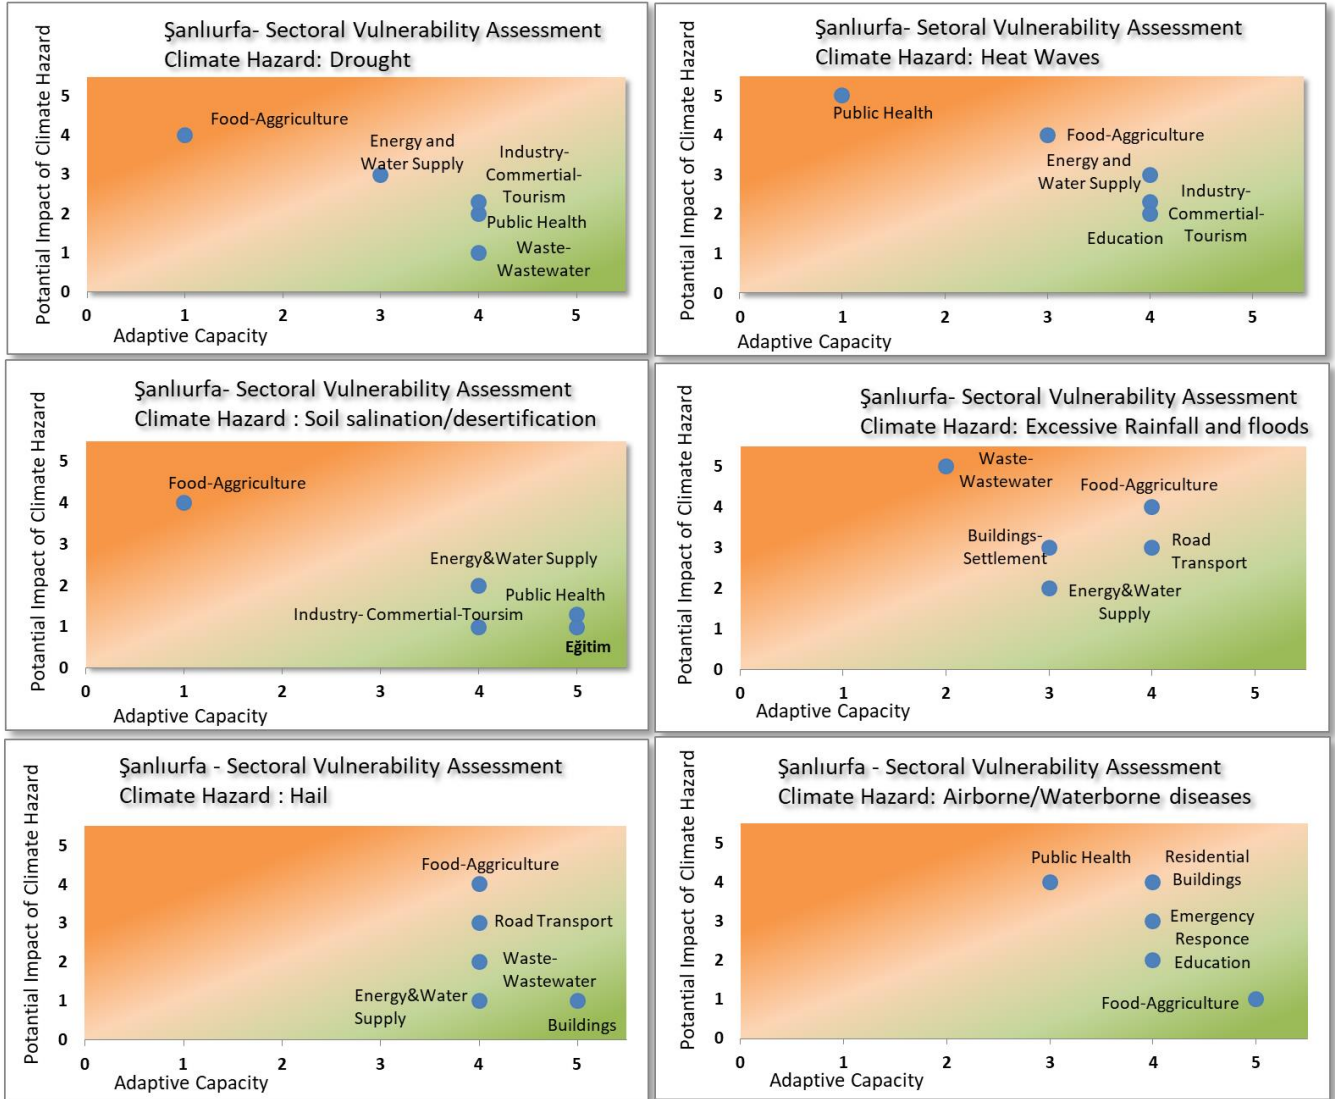 Şanlıurfa- Sectoral Vulnerability Assessment
Climate Hazard: Drought
Potential Impact of Climate Hazard
5
4
3
2
1
0
Food-Aggriculture
Energy and
Water Supply
Industry-
Commertial-
Tourism
Public Health
Waste-
Wastewater
0 1 2 3 4 5
Adaptive Capacity
Şanlıurfa- Setoral Vulnerability Assessment
Climate Hazard: Heat Waves
Potential Impact of Climate Hazard
5
4
3
2
1
0
Public Health
Food-Aggriculture
Energy and
Water Supply
Industry-
Commertial-
Tourism
Education
0 1 2 3 4 5
Adaptive Capacity
Şanlıurfa- Sectoral Vulnerability Assessment
Climate Hazard : Soil salination/desertification
Potential Impact of Climate Hazard
5
4
3
2
1
0
Food-Aggriculture
Energy&Water Supply
Public Health
Industry- Commertial-Toursim
Eğitim
0 1 2 3 4 5
Adaptive Capacity
Şanlıurfa- Sectoral Vulnerability Assessment
Climate Hazard: Excessive Rainfall and floods
Potential Impact of Climate Hazard
5
4
3
2
1
0
Waste-
Wastewater
Food-Aggriculture
Buildings-
Settlement
Road
Transport
Energy&Water
Supply
0 1 2 3 4 5
Adaptive Capacity
Şanlıurfa - Sectoral Vulnerability Assessment
Climate Hazard : Hail
Potential Impact of Climate Hazard
5
4
3
2
1
0
Food-Aggriculture
Road Transport
Waste-
Wastewater
Energy&Water
Supply
Buildings
0 1 2 3 4 5
Adaptive Capacity
Şanlıurfa - Sectoral Vulnerability Assessment
Climate Hazard: Airborne/Waterborne diseases
Potential Impact of Climate Hazard
5
4
3
2
1
0
Public Health
Residential
Buildings
Emergency
Responce
Education
Food-Aggriculture
0 1 2 3 4 5
Adaptive Capacity